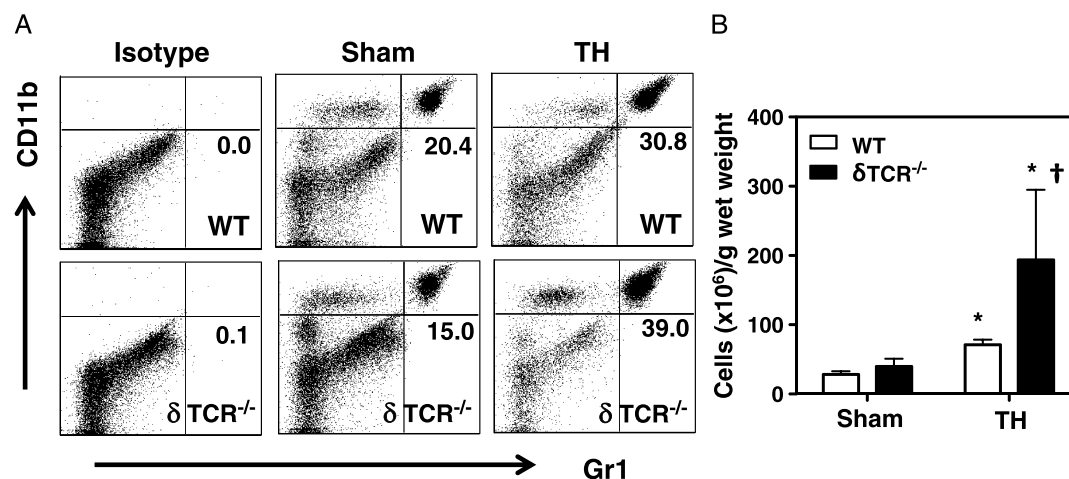 A
Isotype
Sham
TH
CD11b
0.0
WT
20.4
WT
30.8
WT
0.1
δ TCR-/-
15.0
δ TCR-/-
39.0
δ TCR-/-
Gr1
B
Cells (x10⁶)/g wet weight
400
300
200
100
0
WT
δTCR-/-
*
* †
Sham
TH